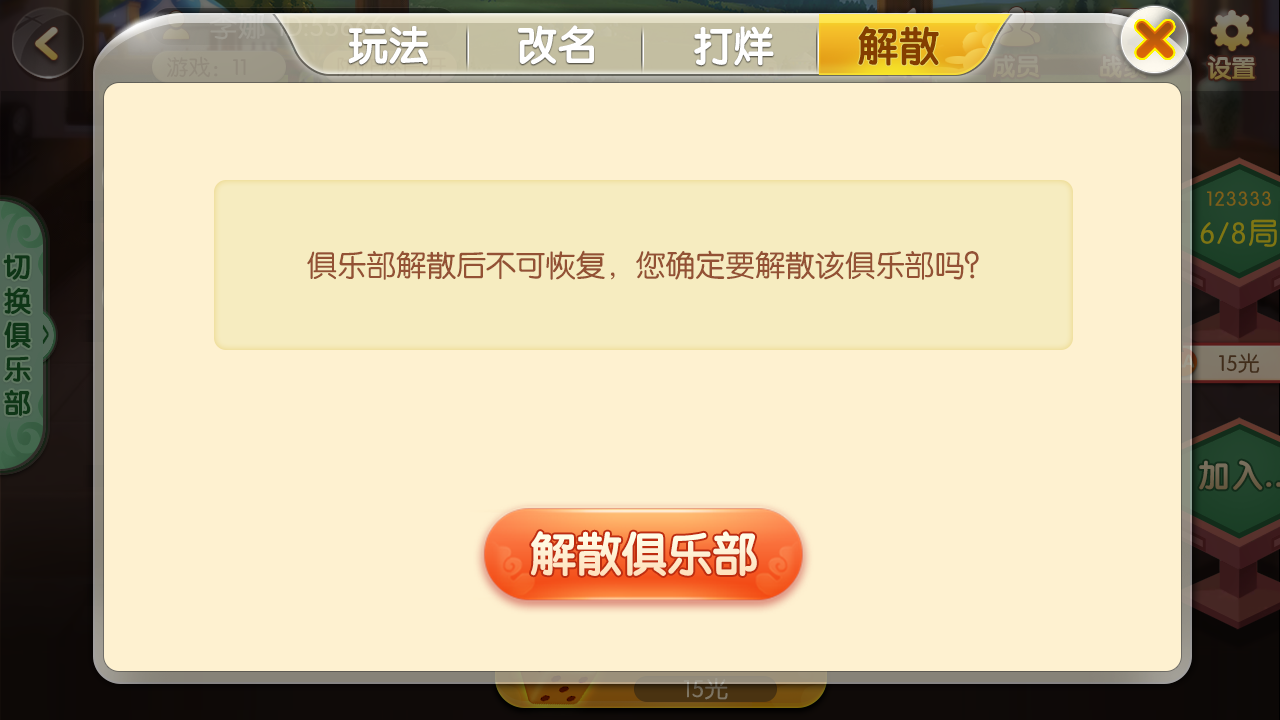 玩法
改名
打烊
解散
设置
游戏：11
成员
俱乐部解散后不可恢复，您确定要解散该俱乐部吗？
解散俱乐部
切换俱乐部
123333
6/8局
15光
加入..
15光